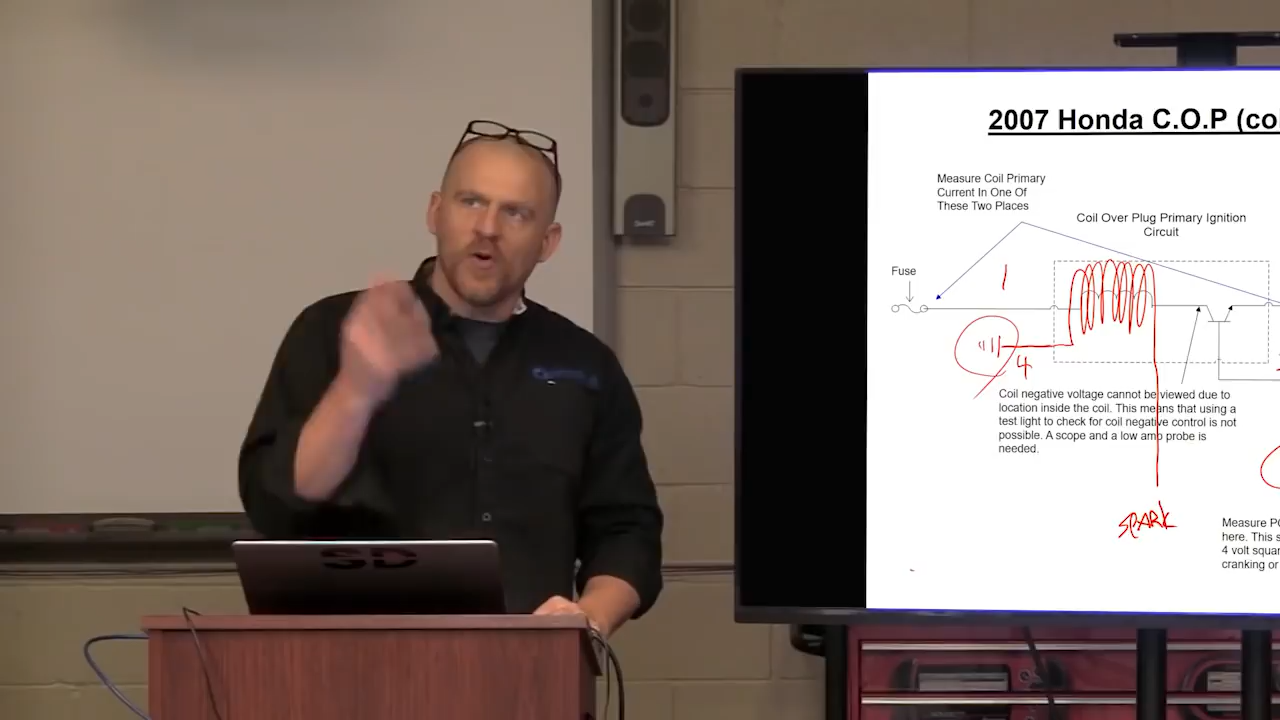 2007 Honda C.O.P (co
Measure Coil Primary
Current In One Of
These Two Places
Coil Over Plug Primary Ignition
Circuit
Fuse
1
4
Coil negative voltage cannot be viewed due to
location inside the coil. This means that using a
test light to check for coil negative control is not
possible. A scope and a low amp probe is
needed.
SPARK
Measure PC
here. This s
4 volt squar
cranking or
SD